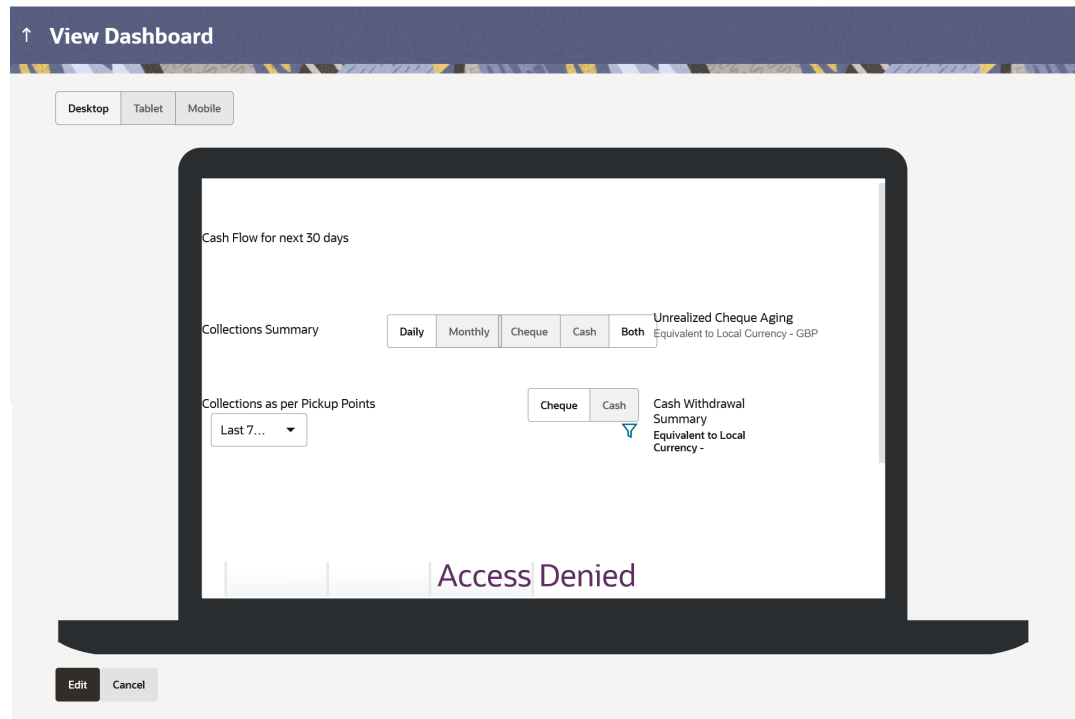 ↑ View Dashboard
Desktop Tablet Mobile
Cash Flow for next 30 days
Collections Summary
Daily Monthly Cheque Cash Both
Unrealized Cheque Aging
Equivalent to Local Currency - GBP
Collections as per Pickup Points
Last 7...
Cheque Cash
Cash Withdrawal
Summary
Equivalent to Local
Currency -
Access Denied
Edit Cancel